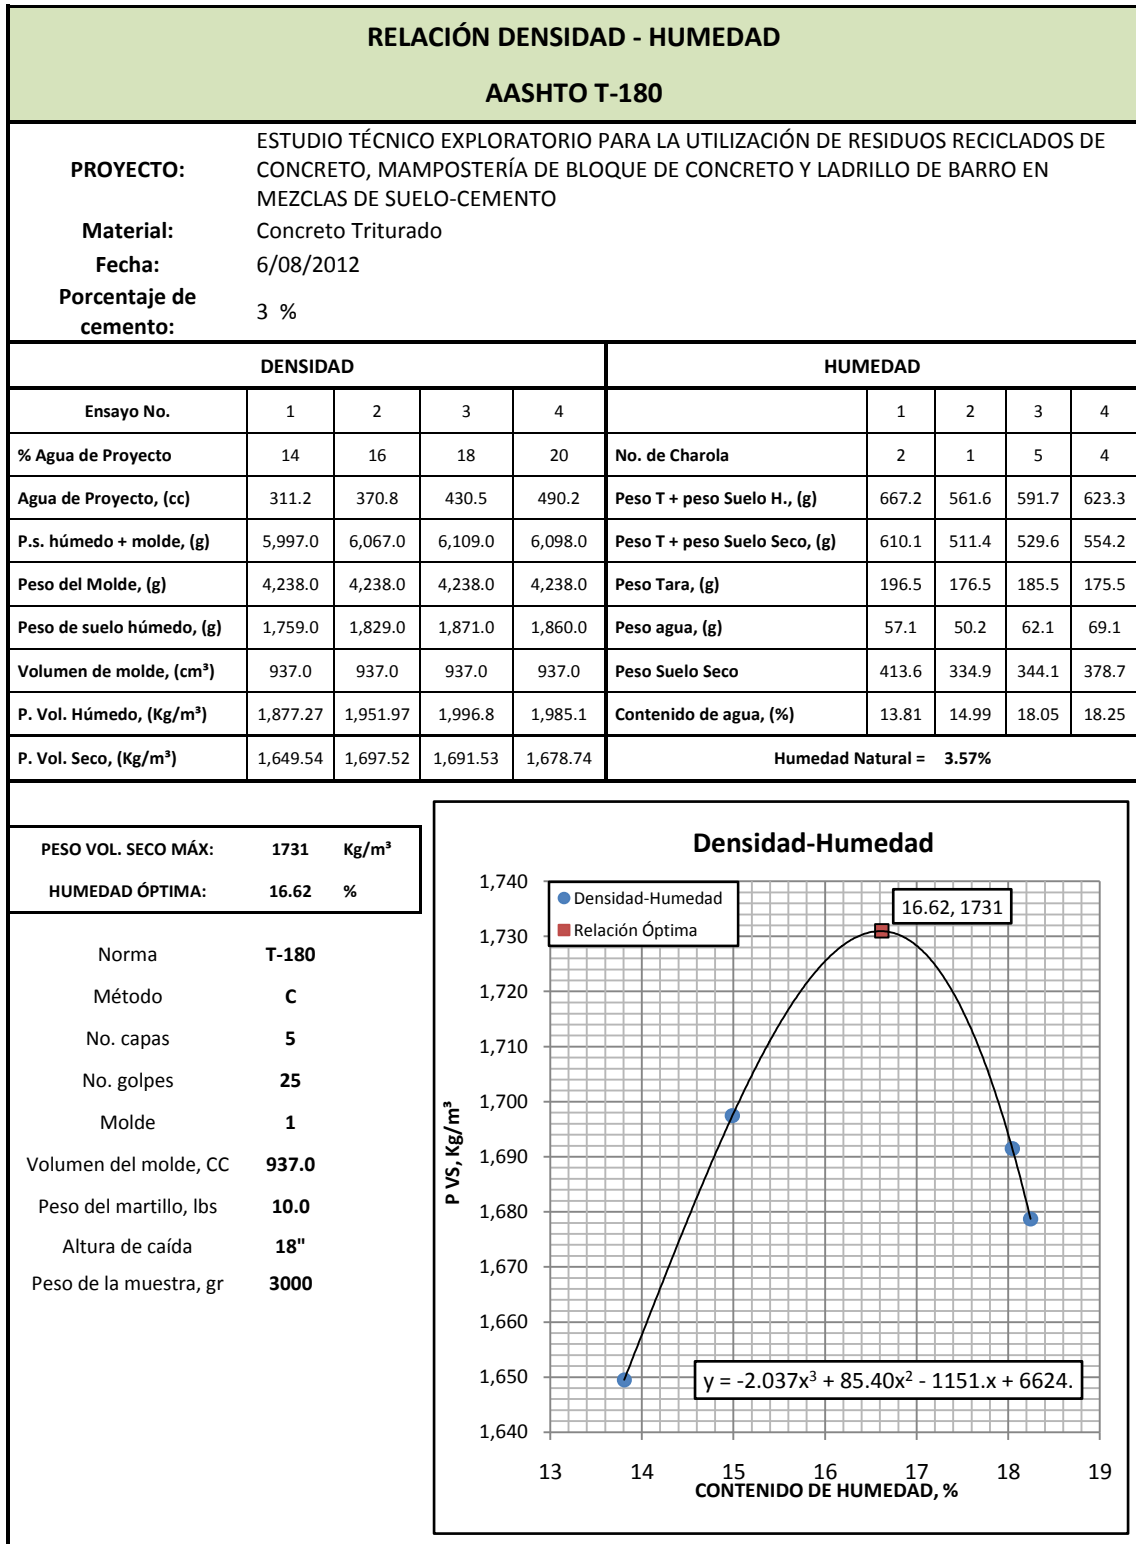 RELACIÓN DENSIDAD - HUMEDAD
AASHTO T-180
PROYECTO: ESTUDIO TÉCNICO EXPLORATORIO PARA LA UTILIZACIÓN DE RESIDUOS RECICLADOS DE
CONCRETO, MAMPOSTERÍA DE BLOQUE DE CONCRETO Y LADRILLO DE BARRO EN
MEZCLAS DE SUELO-CEMENTO
Material: Concreto Triturado
Fecha: 6/08/2012
Porcentaje de
cemento: 3 %
DENSIDAD HUMEDAD
Ensayo No. 1 2 3 4 1 2 3 4
% Agua de Proyecto 14 16 18 20 No. de Charola 2 1 5 4
Agua de Proyecto, (cc) 311.2 370.8 430.5 490.2 Peso T + peso Suelo H., (g) 667.2 561.6 591.7 623.3
P.s. húmedo + molde, (g) 5,997.0 6,067.0 6,109.0 6,098.0 Peso T + peso Suelo Seco, (g) 610.1 511.4 529.6 554.2
Peso del Molde, (g) 4,238.0 4,238.0 4,238.0 4,238.0 Peso Tara, (g) 196.5 176.5 185.5 175.5
Peso de suelo húmedo, (g) 1,759.0 1,829.0 1,871.0 1,860.0 Peso agua, (g) 57.1 50.2 62.1 69.1
Volumen de molde, (cm³) 937.0 937.0 937.0 937.0 Peso Suelo Seco 413.6 334.9 344.1 378.7
P. Vol. Húmedo, (Kg/m³) 1,877.27 1,951.97 1,996.8 1,985.1 Contenido de agua, (%) 13.81 14.99 18.05 18.25
P. Vol. Seco, (Kg/m³) 1,649.54 1,697.52 1,691.53 1,678.74 Humedad Natural = 3.57%
PESO VOL. SECO MÁX: 1731 Kg/m³
HUMEDAD ÓPTIMA: 16.62 %
Norma T-180
Método C
No. capas 5
No. golpes 25
Molde 1
Volumen del molde, CC 937.0
Peso del martillo, lbs 10.0
Altura de caída 18"
Peso de la muestra, gr 3000
Densidad-Humedad
Densidad-Humedad
Relación Óptima
16.62, 1731
1,740
1,730
1,720
1,710
1,700
1,690
1,680
1,670
1,660
1,650
1,640
P VS, Kg/m³
y = -2.037x³ + 85.40x² - 1151.x + 6624.
13 14 15 16 17 18 19
CONTENIDO DE HUMEDAD, %